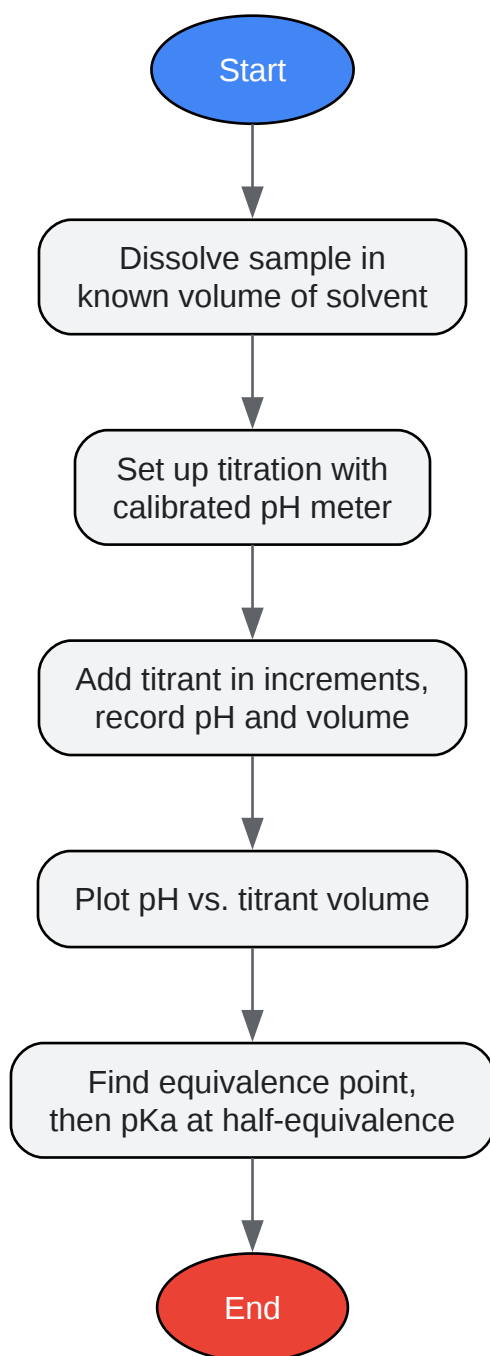 Start
Dissolve sample in
known volume of solvent
Set up titration with
calibrated pH meter
Add titrant in increments,
record pH and volume
Plot pH vs. titrant volume
Find equivalence point,
then pKa at half-equivalence
End